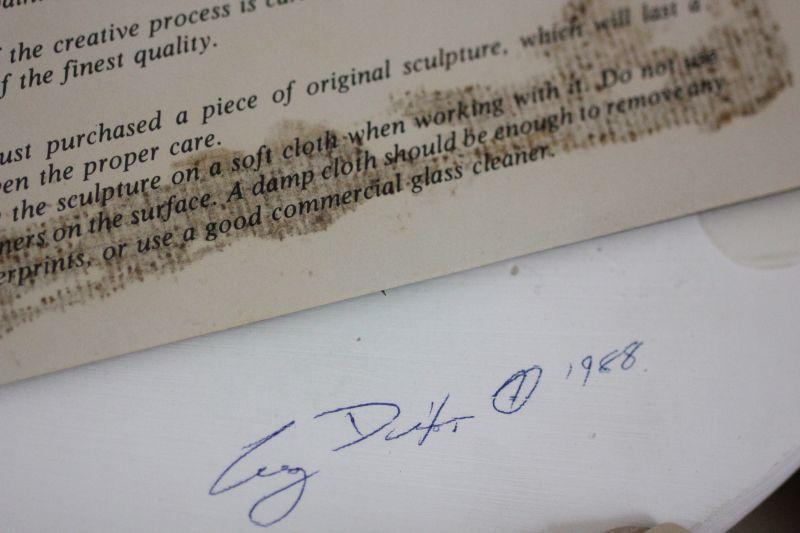 the creative process is
of the finest quality.
ust purchased a piece of original sculpture, which will last a
en the proper care.
the sculpture on a soft cloth when working with it. Do not use
ners on the surface. A damp cloth should be enough to remove any
erprints, or use a good commercial glass cleaner.
1988